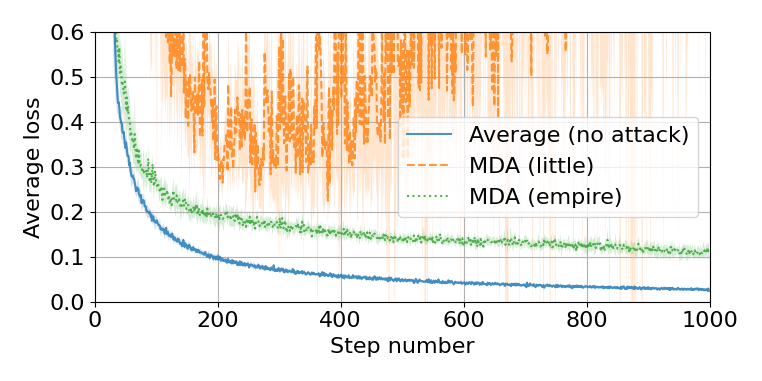 0.6
0.5
0.4
0.3
0.2
0.1
0.0
Average loss
Average (no attack)
MDA (little)
MDA (empire)
0 200 400 600 800 1000
Step number